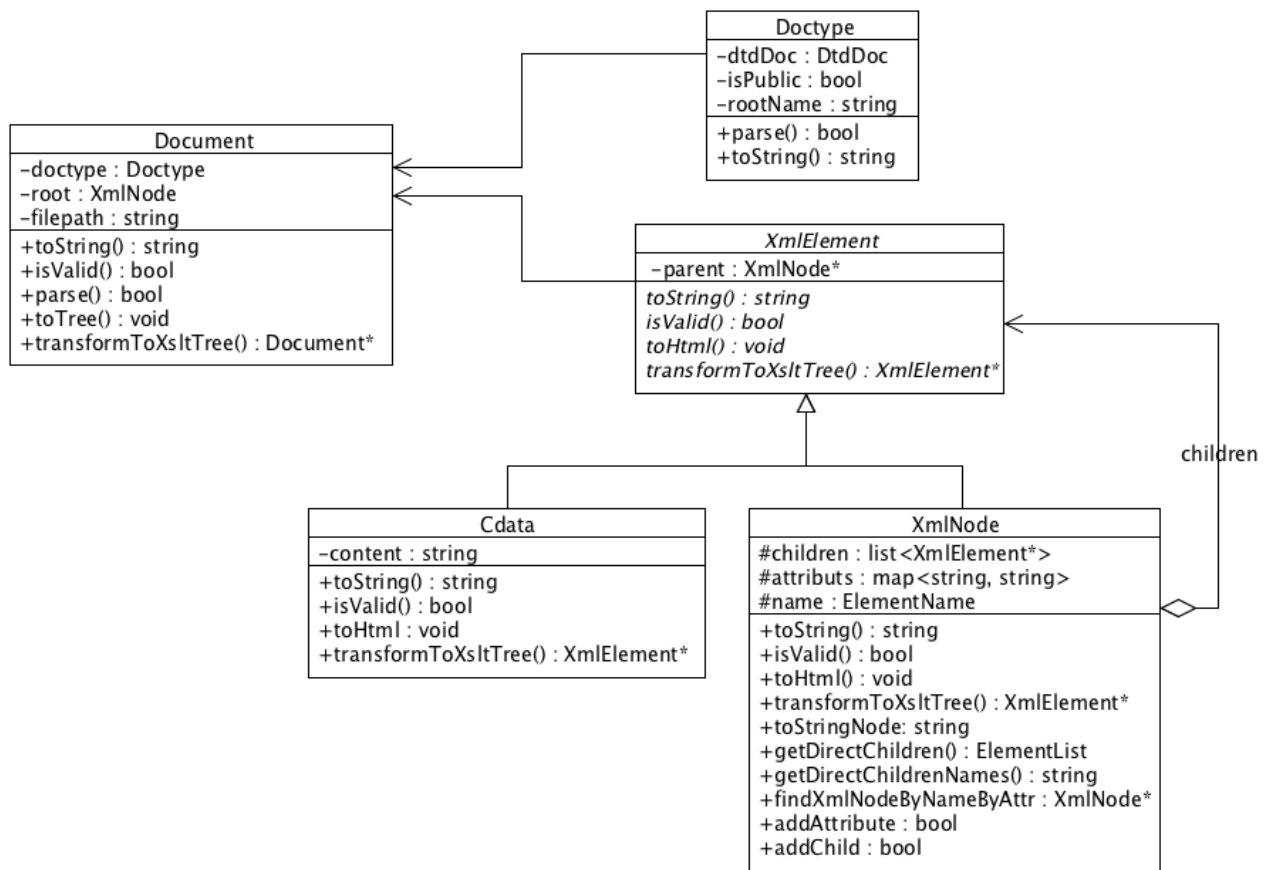 Doctype
-dtdDoc : DtdDoc
-isPublic : bool
-rootName : string
+parse() : bool
+toString() : string
Document
-doctype : Doctype
-root : XmlNode
-filepath : string
+toString() : string
+isValid() : bool
+parse() : bool
+toTree() : void
+transformToXsltTree() : Document*
XmlElement
-parent : XmlNode*
toString() : string
isValid() : bool
toHtml() : void
transformToXsltTree() : XmlElement*
children
Cdata
-content : string
+toString() : string
+isValid() : bool
+toHtml : void
+transformToXsltTree() : XmlElement*
XmlNode
#children : list<XmlElement*>
#attributs : map<string, string>
#name : ElementName
+toString() : string
+isValid() : bool
+toHtml() : void
+transformToXsltTree() : XmlElement*
+toStringNode: string
+getDirectChildren() : ElementList
+getDirectChildrenNames() : string
+findXmlNodeByNameByAttr : XmlNode*
+addAttribute : bool
+addChild : bool